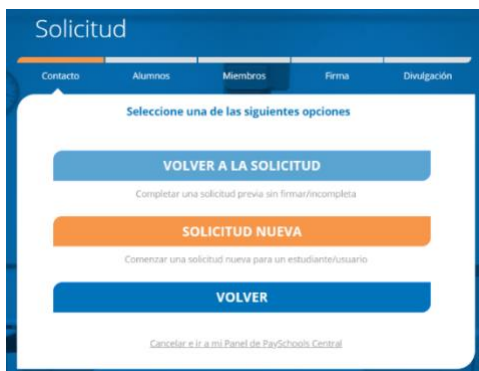 Solicitud
Contacto Alumnos Miembros Firma Divulgación
Seleccione una de las siguientes opciones
VOLVER A LA SOLICITUD
Completar una solicitud previa sin firmar/incompleta
SOLICITUD NUEVA
Comenzar una solicitud nueva para un estudiante/usuario
VOLVER
Cancelar e ir a mi Panel de PaySchools Central